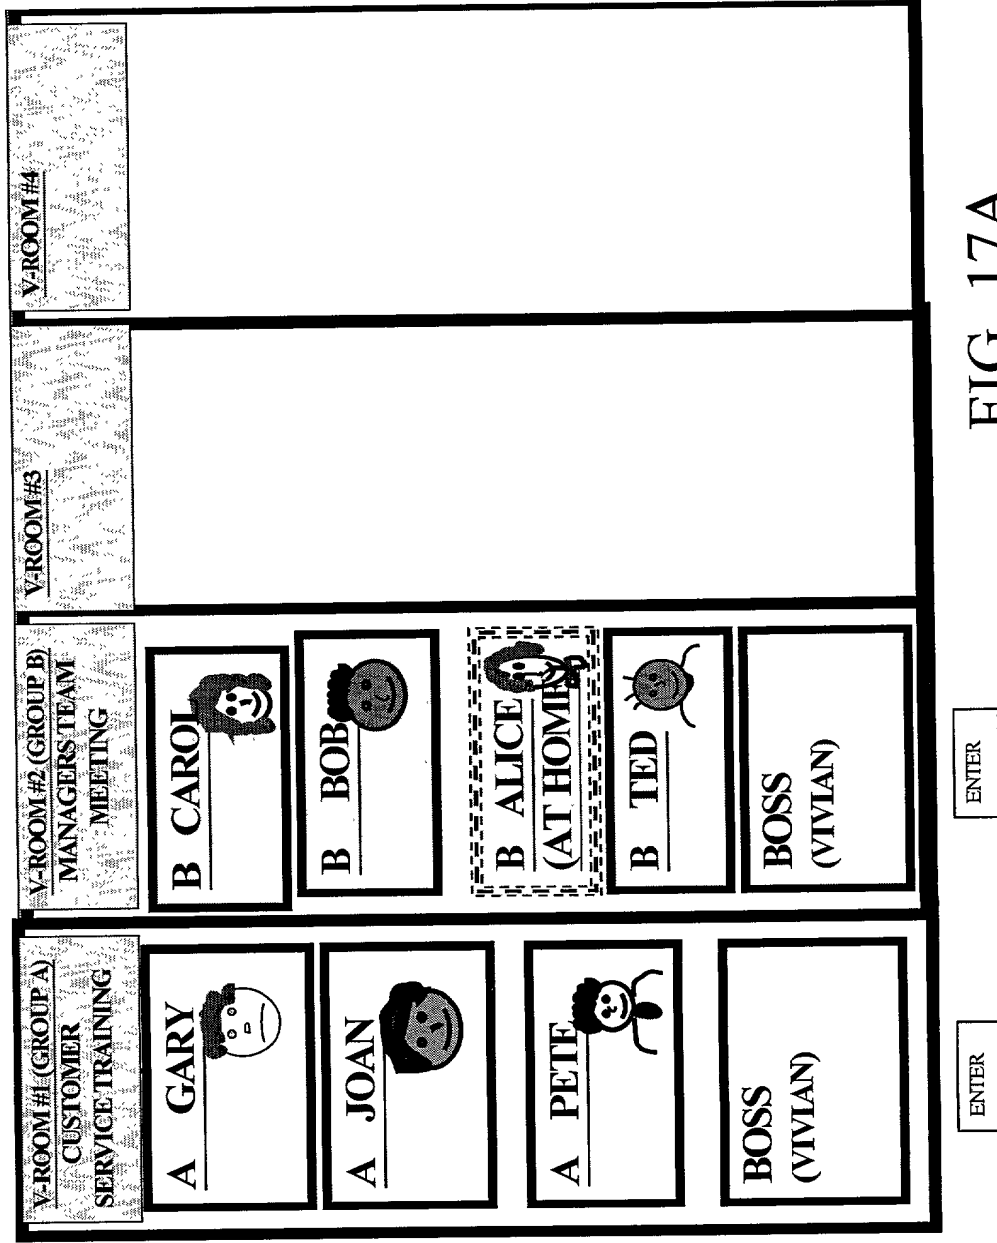 V-ROOM #1 (GROUP A)
CUSTOMER
SERVICE TRAINING
A GARY
A JOAN
A PETE
BOSS
(VIVIAN)
ENTER
V-ROOM #2 (GROUP B)
MANAGERS TEAM
MEETING
B CAROL
B BOB
B ALICE
(AT HOME)
B TED
BOSS
(VIVIAN)
ENTER
V-ROOM #3
V-ROOM #4
FIG. 17A